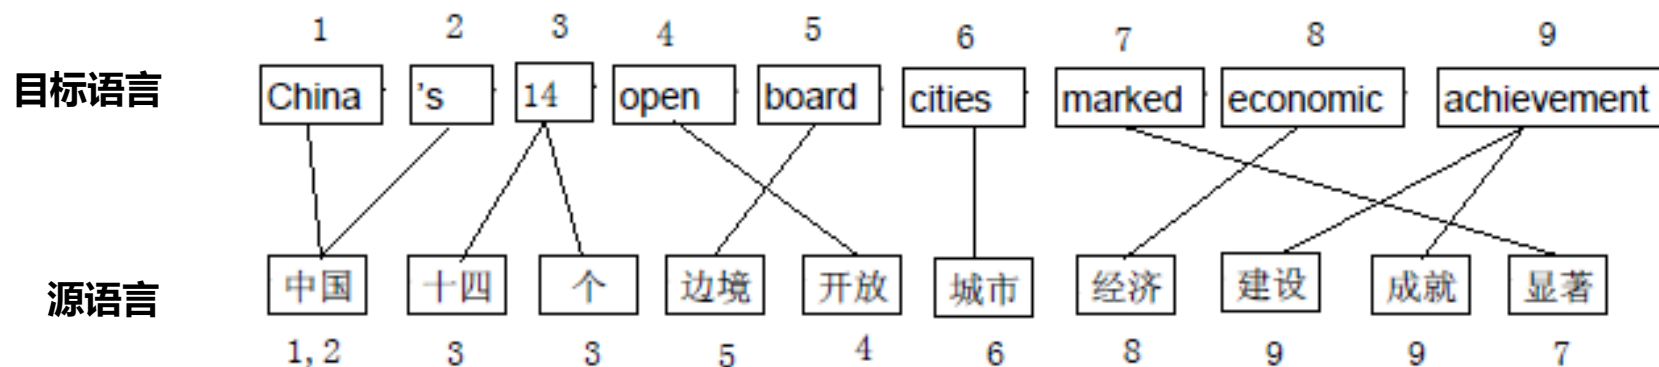 1 2 3 4 5 6 7 8 9
目标语言 China 's 14 open board cities marked economic achievement
源语言 中国 十四 个 边境 开放 城市 经济 建设 成就 显著
1,2 3 3 5 4 6 8 9 9 7